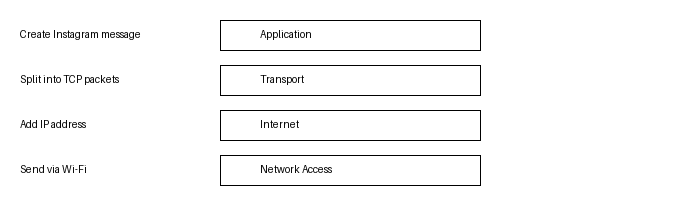 Create Instagram message Application
Split into TCP packets Transport
Add IP address Internet
Send via Wi-Fi Network Access